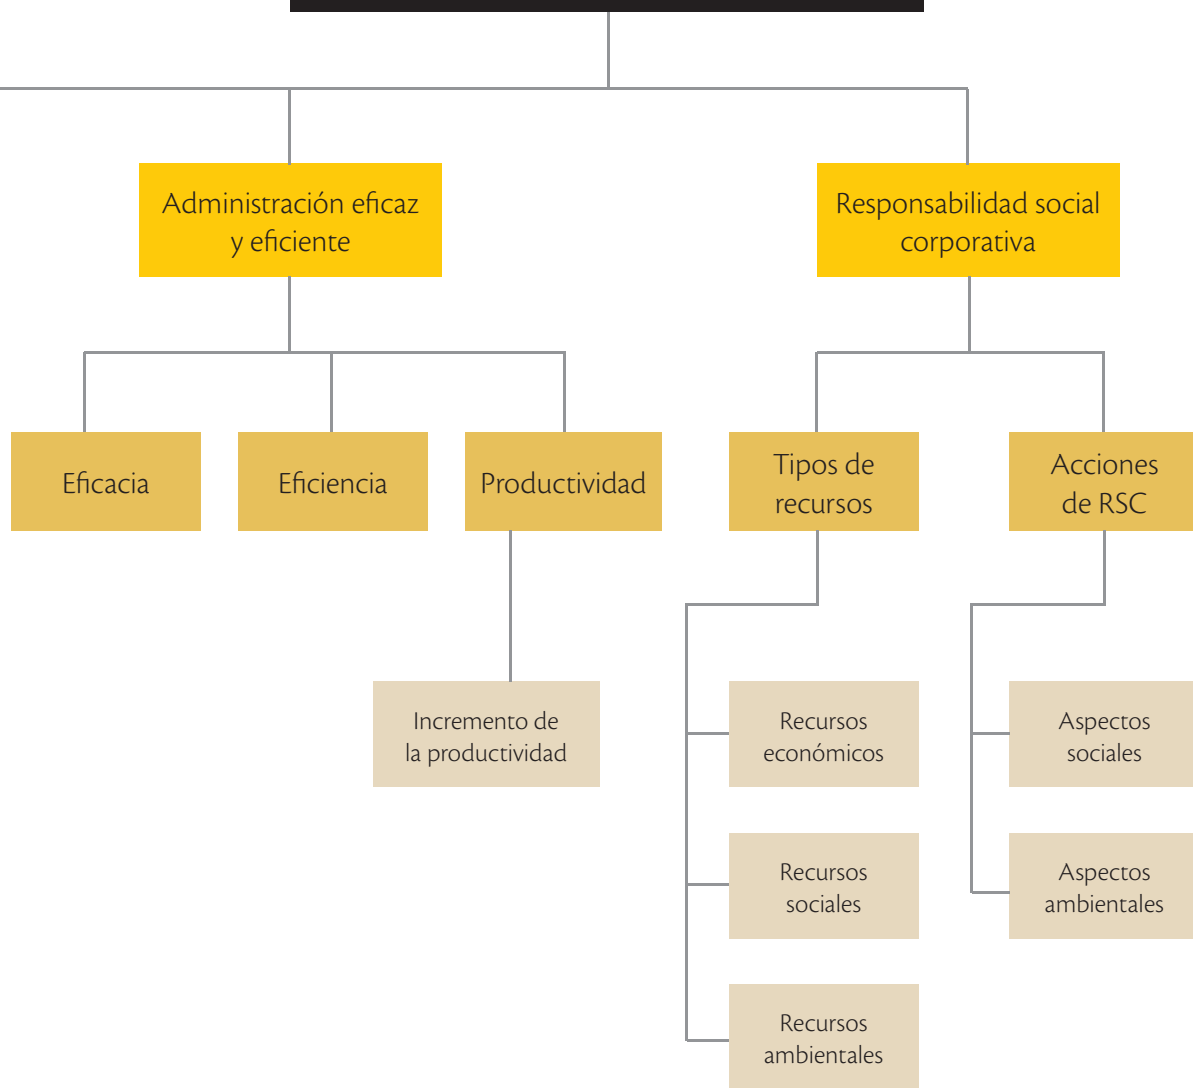 Administración eficaz
y eficiente
Responsabilidad social
corporativa
Eficacia
Eficiencia
Productividad
Tipos de
recursos
Acciones
de RSC
Incremento de
la productividad
Recursos
económicos
Aspectos
sociales
Recursos
sociales
Aspectos
ambientales
Recursos
ambientales